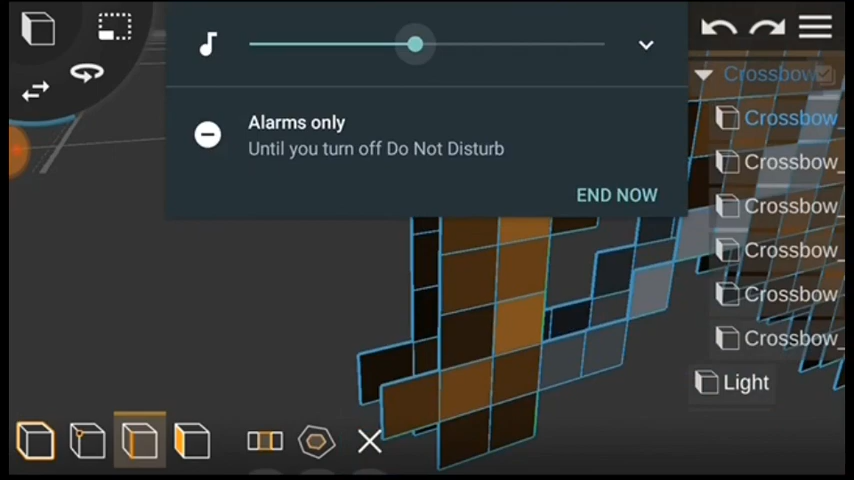 Alarms only
Until you turn off Do Not Disturb
END NOW
Crossbow
Crossbow
Crossbow_
Crossbow_
Crossbow_
Crossbow_
Crossbow_
Light